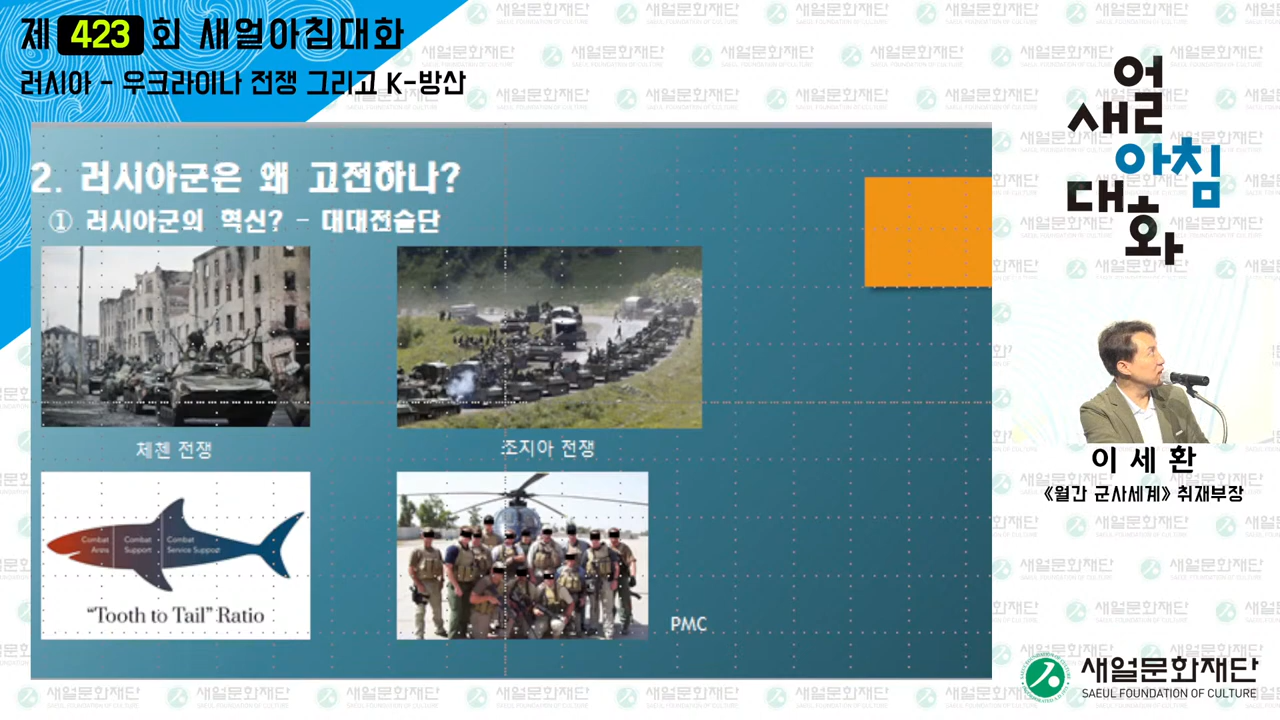 제 423 회 새얼아침대화
러시아 - 우크라이나 전쟁 그리고 K-방산
2. 러시아군은 왜 고전하나?
① 러시아군의 혁신? - 대대전술단
체첸 전쟁
조지아 전쟁
Combat Arms
Combat Support
Combat Service Support
“Tooth to Tail” Ratio
PMC
새얼
아침
대화
이 세 환
《월간 군사세계》 취재부장
새얼문화재단
SAEUL FOUNDATION OF CULTURE